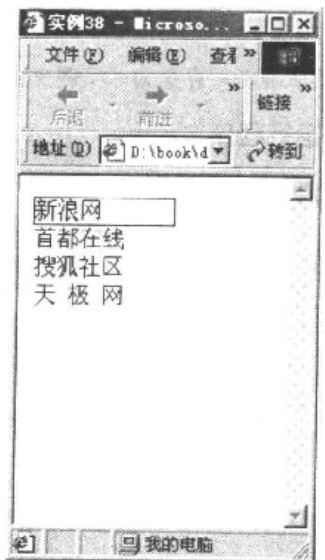 实例38 - Microso...
文件(F) 编辑(E) 查看 »
后退 前进 » 链接 »
地址(D) D:\book\d 转到
新浪网
首都在线
搜狐社区
天 极 网
我的电脑